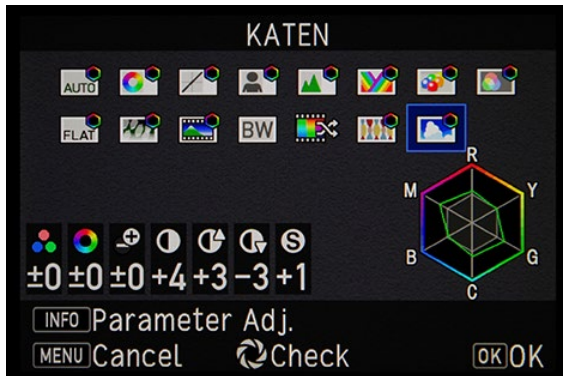 KATEN
AUTO
FLAT BW
R
M Y
B G
C
S
±0 ±0 ±0 +4 +3 -3 +1
INFO Parameter Adj.
MENU Cancel Check OK OK